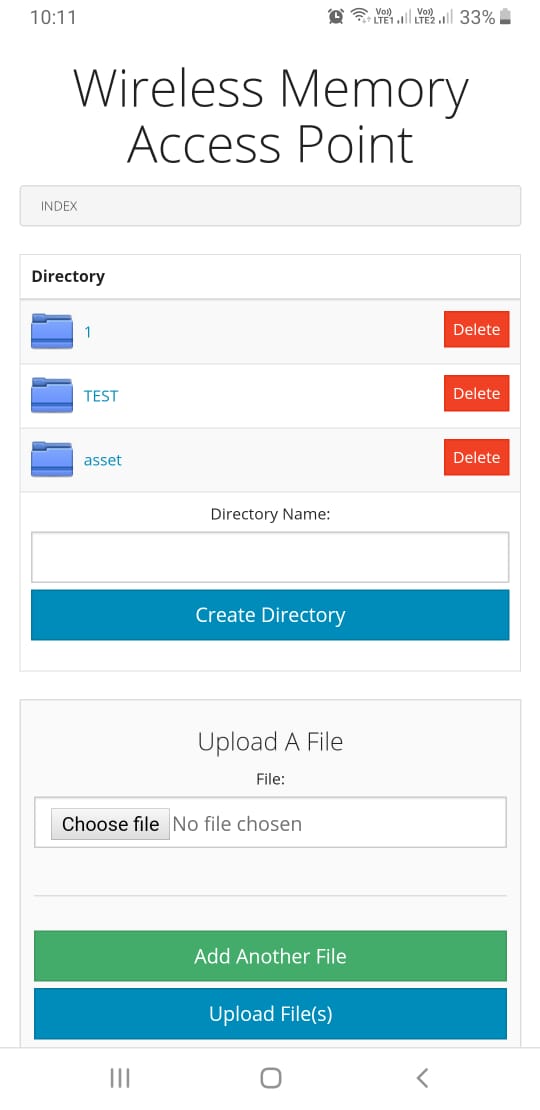 10:11 Vo)) LTE1 Vo)) LTE2 33%
Wireless Memory
Access Point
INDEX
Directory
1 Delete
TEST Delete
asset Delete
Directory Name:
Create Directory
Upload A File
File:
Choose file No file chosen
Add Another File
Upload File(s)